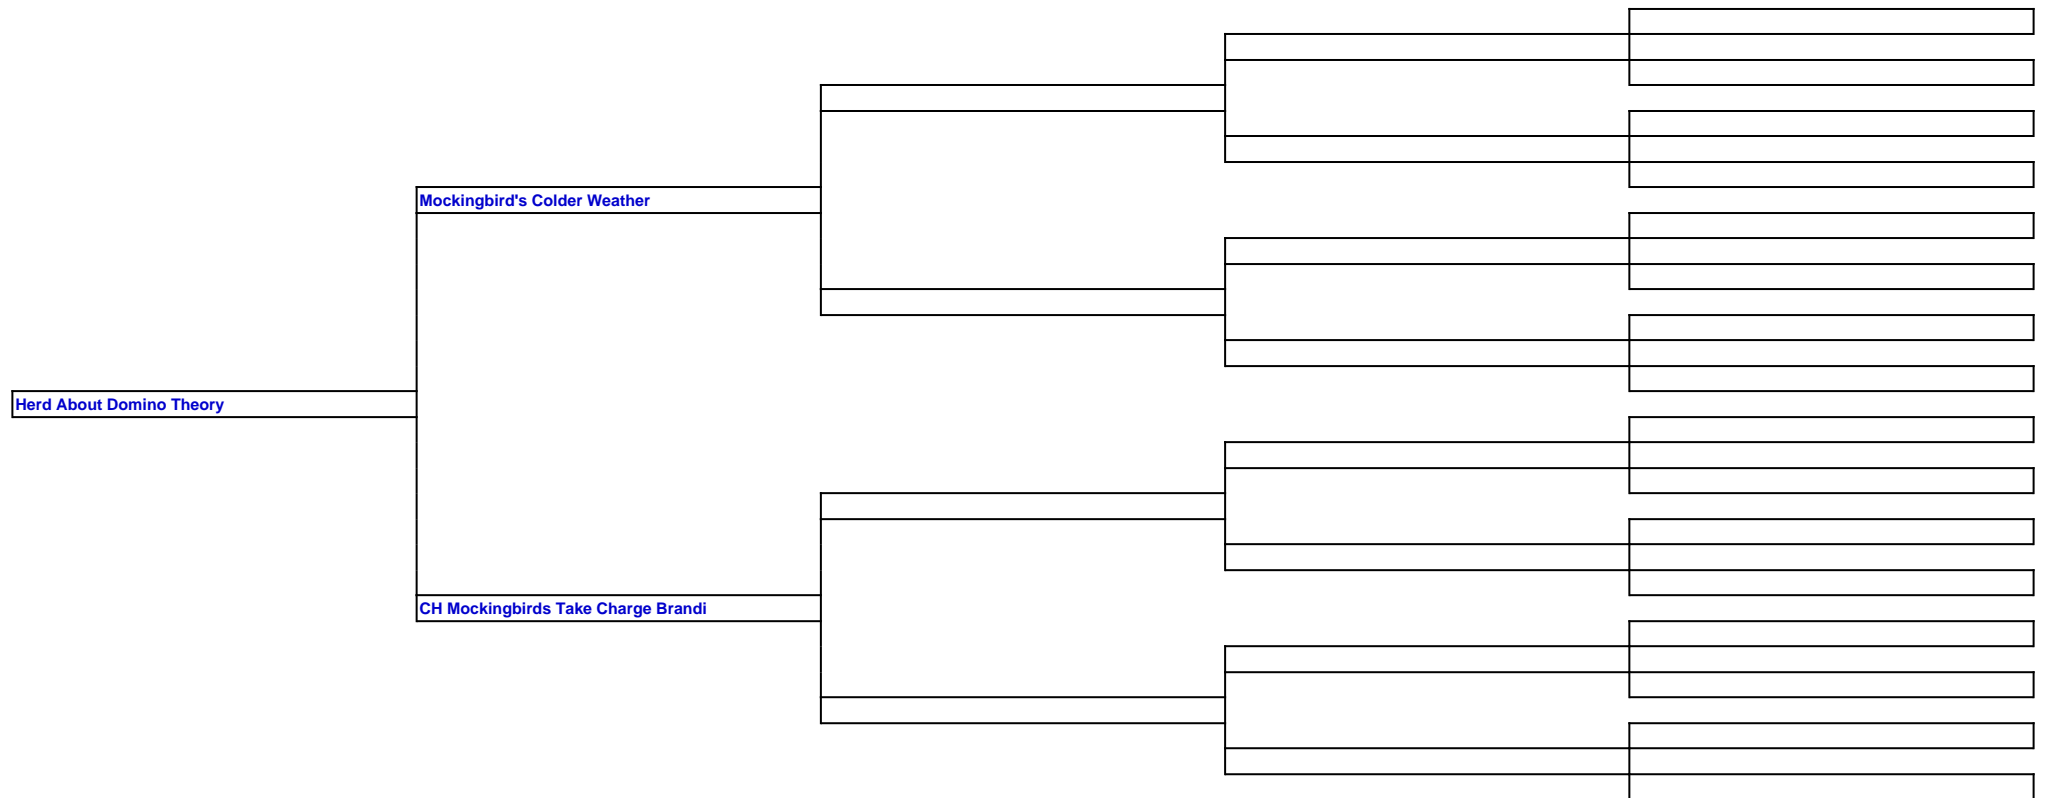 Mockingbird's Colder Weather
Herd About Domino Theory
CH Mockingbirds Take Charge Brandi